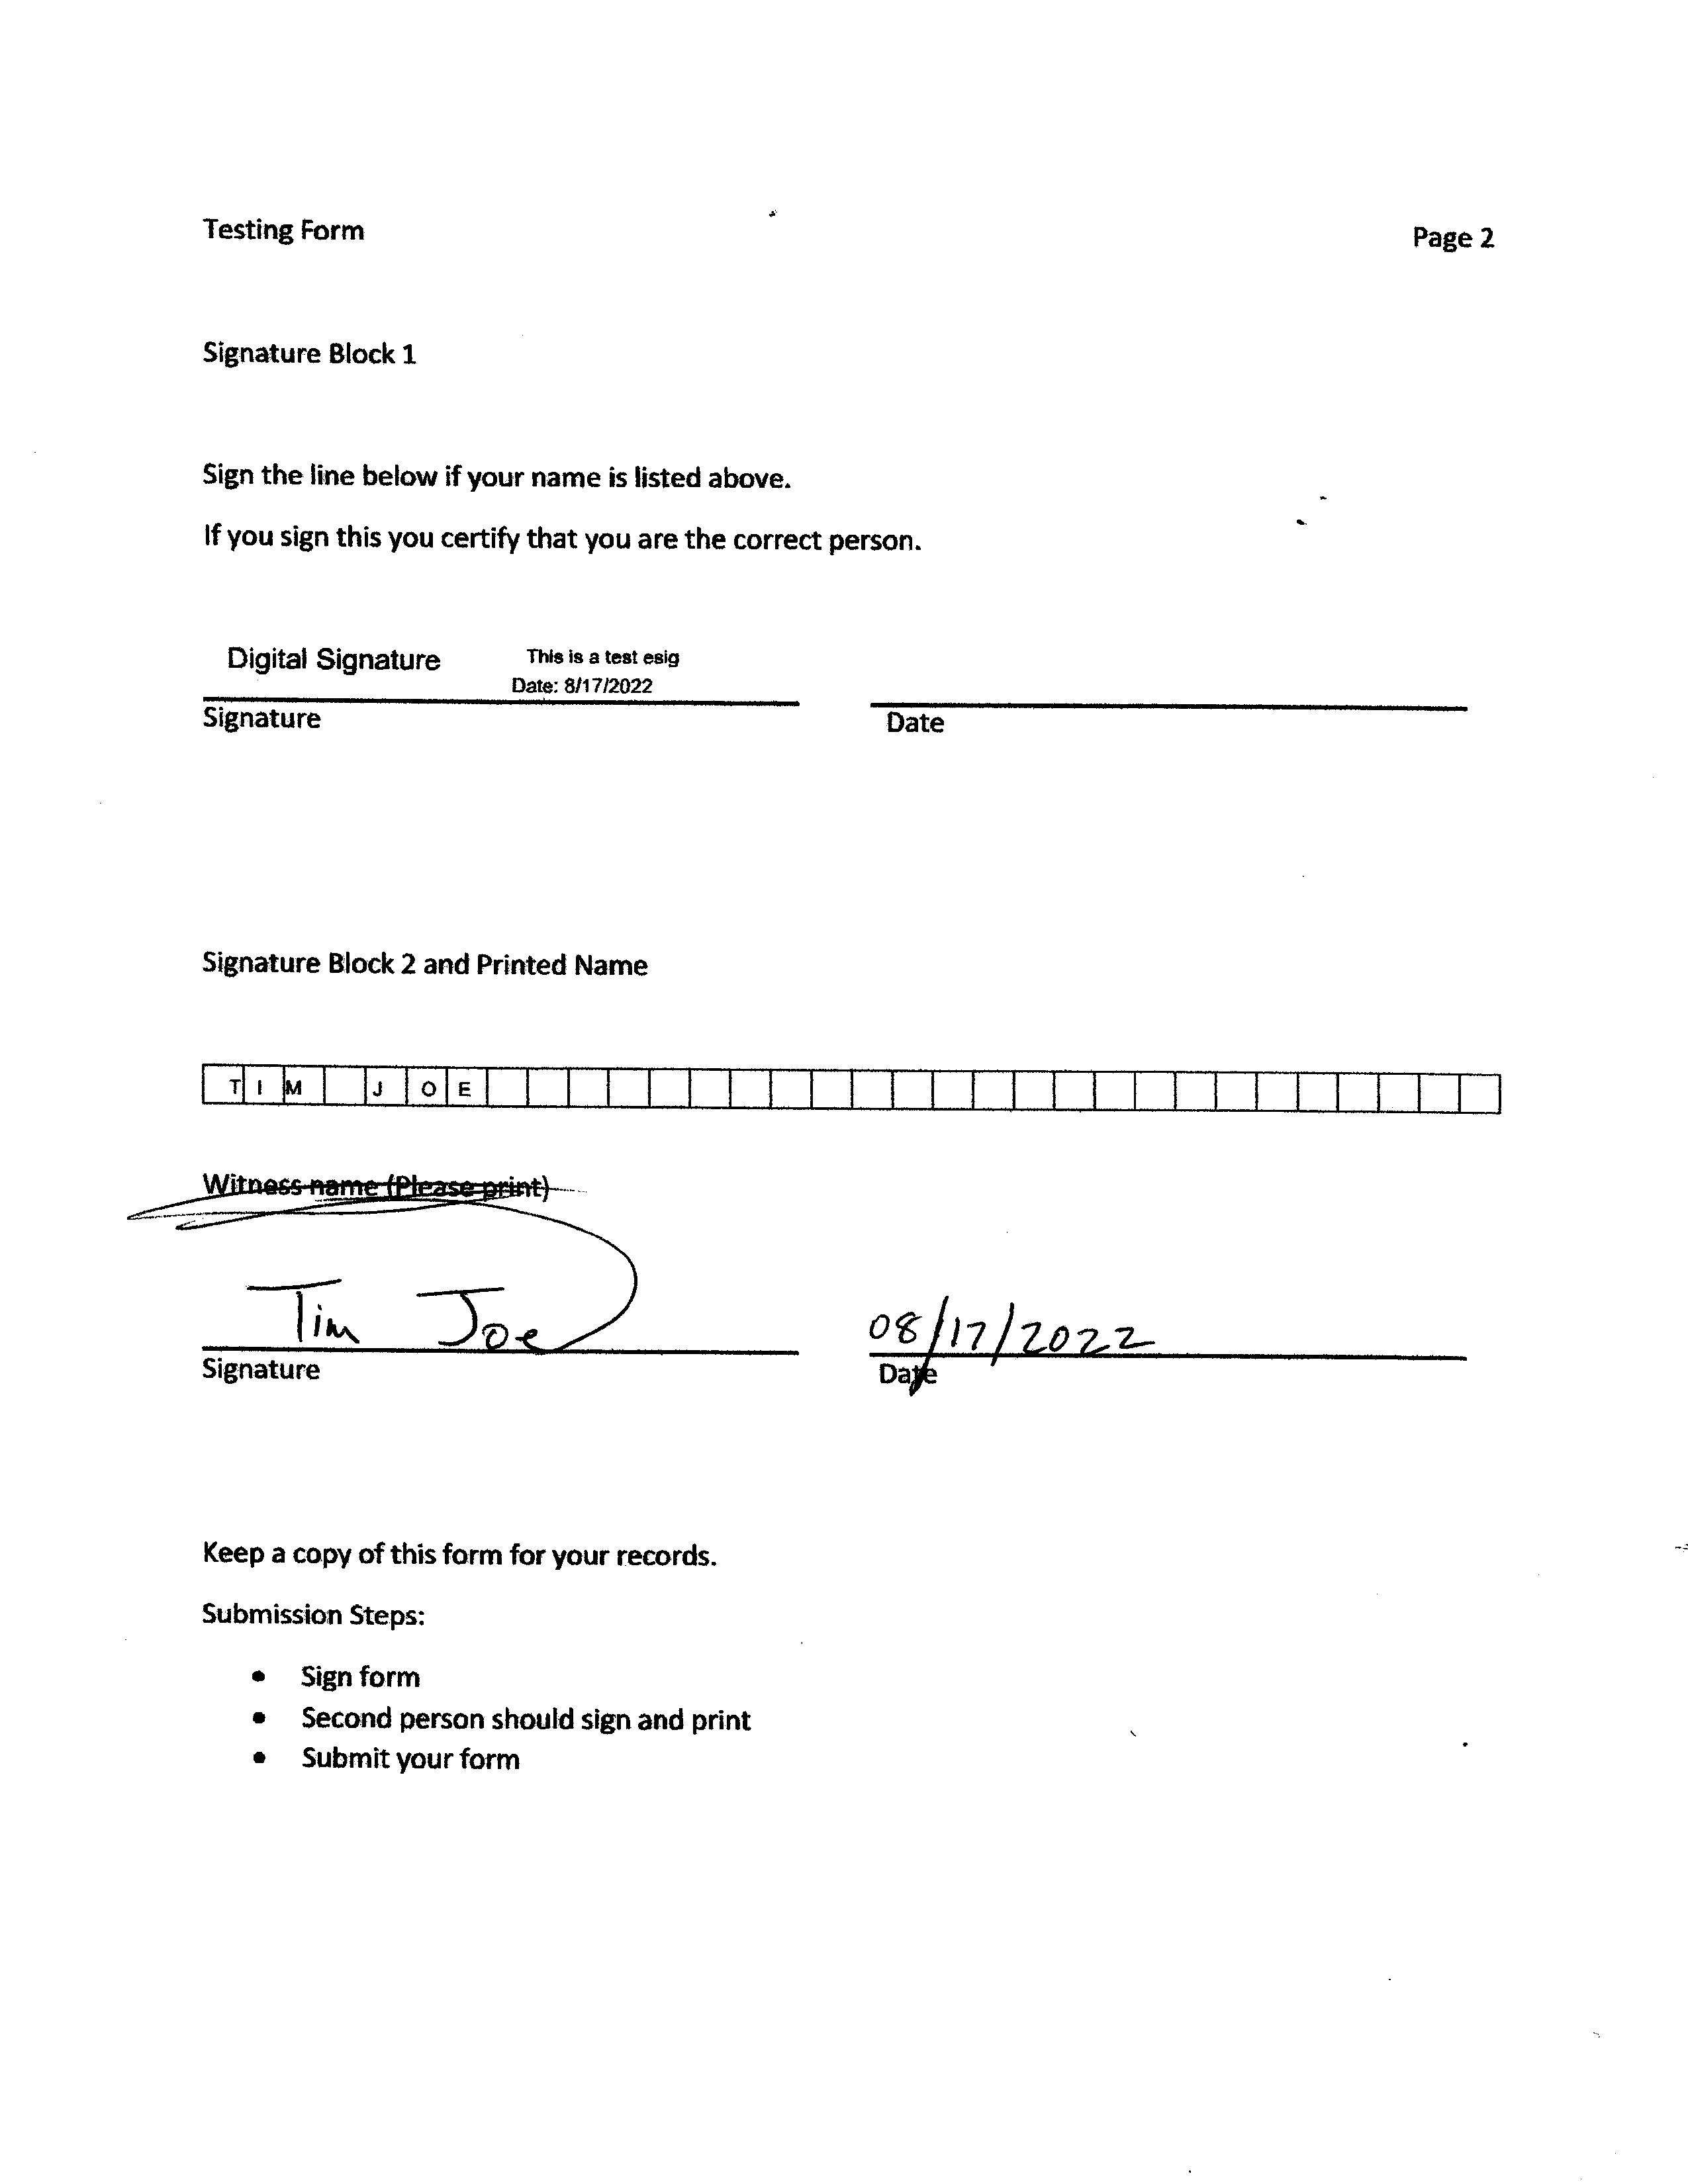 Testing Form
Page 2
Signature Block 1
Sign the line below if your name is listed above.
If you sign this you certify that you are the correct person.
Digital Signature
This is a test esig
Date: 8/17/2022
Signature
Date
Signature Block 2 and Printed Name
TIM JOE
Witness name (Please print)
Tim Joe
08/17/2022
Signature
Date
Keep a copy of this form for your records.
Submission Steps:
• Sign form
• Second person should sign and print
• Submit your form